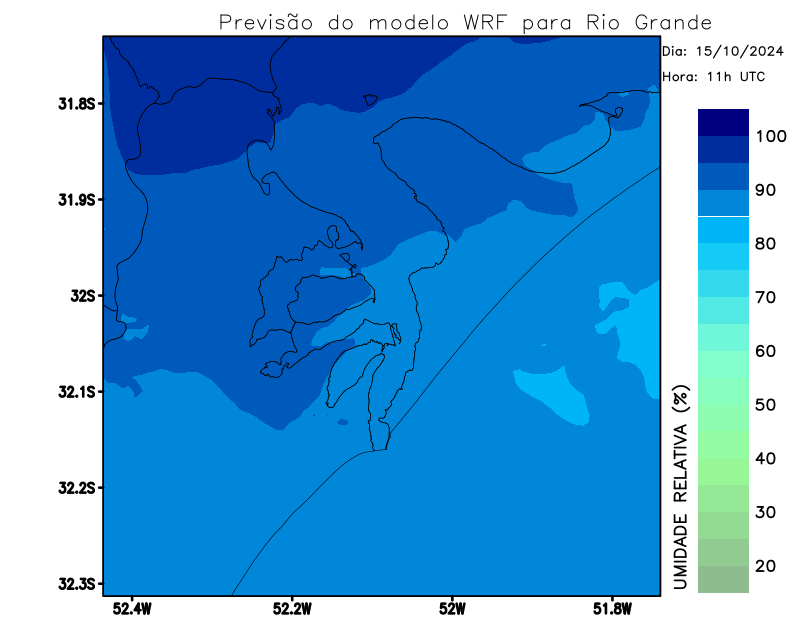 Previsão do modelo WRF para Rio Grande
Dia: 15/10/2024
Hora: 11h UTC
31.8S
31.9S
32S
32.1S
32.2S
32.3S
52.4W
52.2W
52W
51.8W
100
90
80
70
60
50
40
30
20
UMIDADE RELATIVA (%)